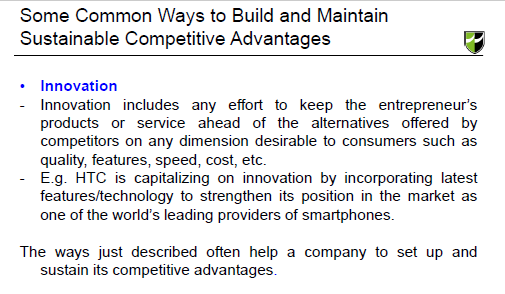 Some Common Ways to Build and Maintain
Sustainable Competitive Advantages
• Innovation
- Innovation includes any effort to keep the entrepreneur's
products or service ahead of the alternatives offered by
competitors on any dimension desirable to consumers such as
quality, features, speed, cost, etc.
- E.g. HTC is capitalizing on innovation by incorporating latest
features/technology to strengthen its position in the market as
one of the world's leading providers of smartphones.
The ways just described often help a company to set up and
sustain its competitive advantages.